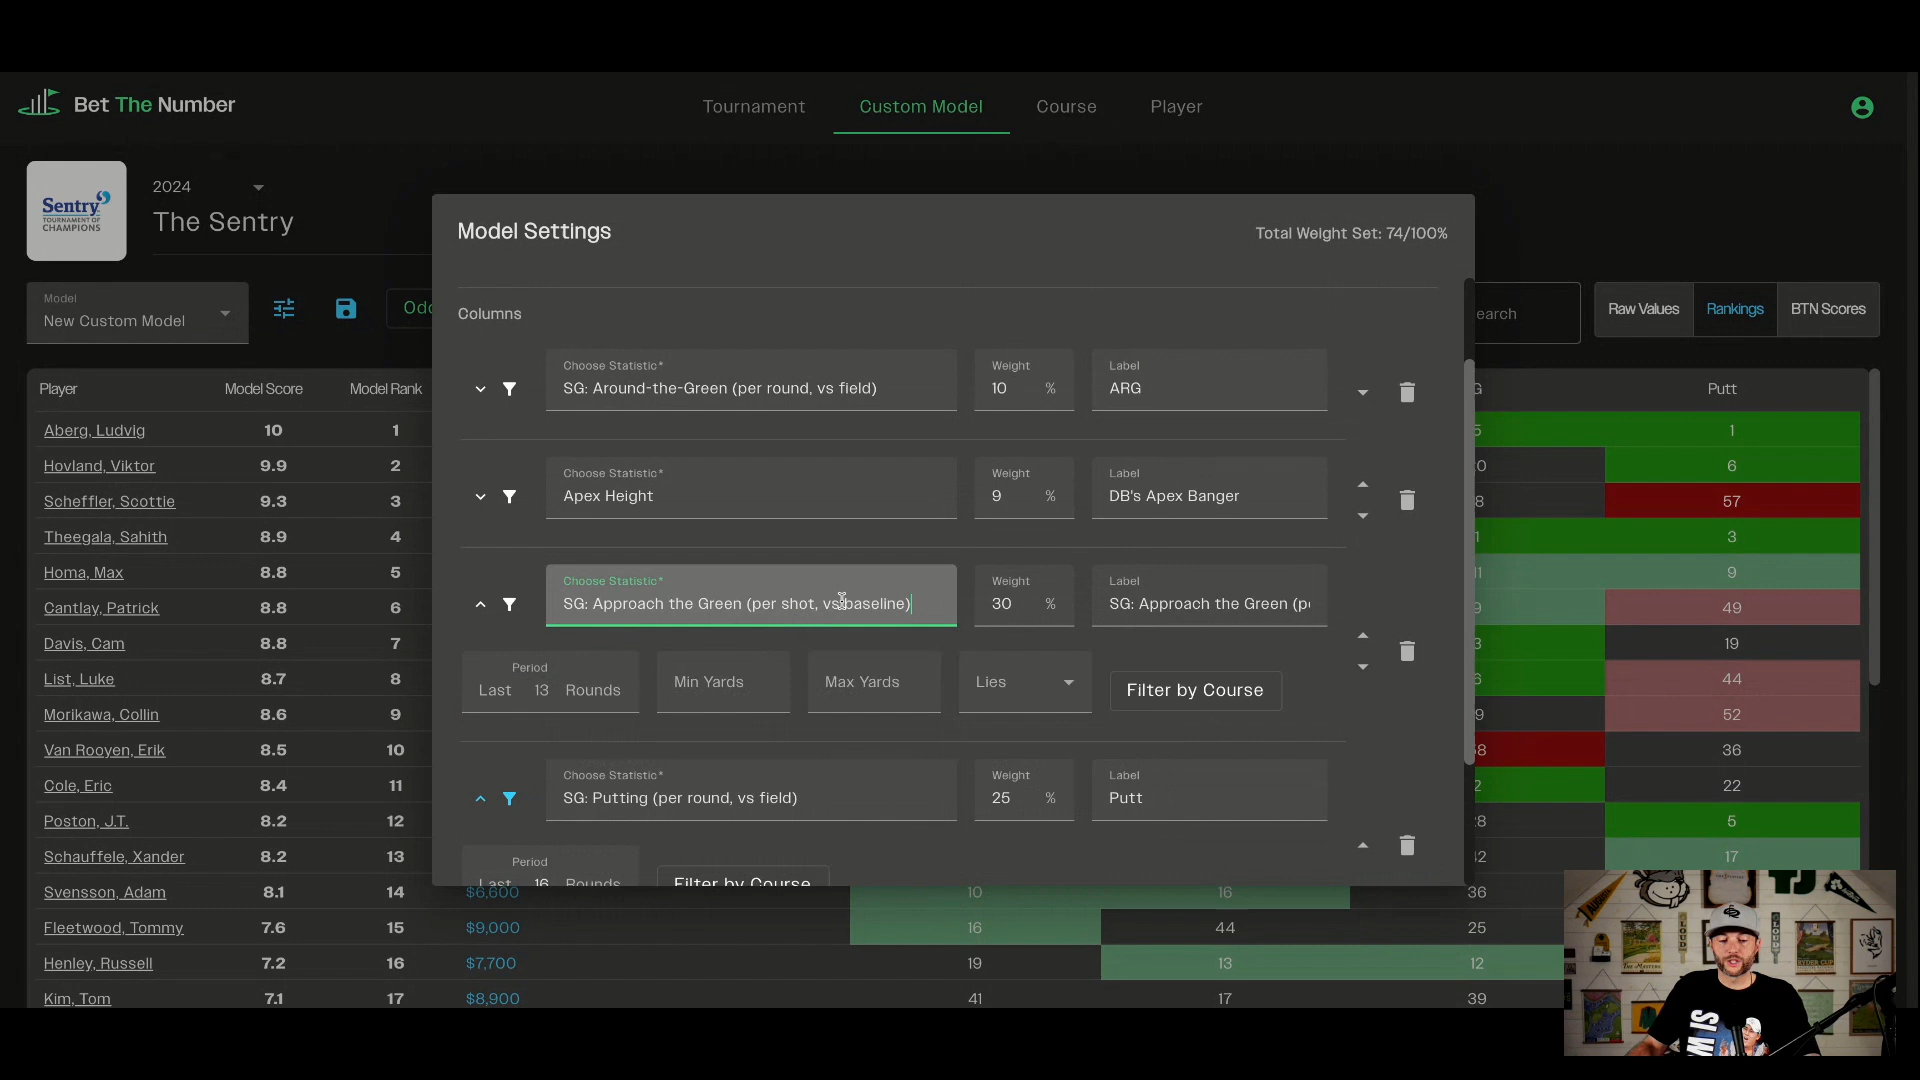 Bet The Number
Tournament
Custom Model
Course
Player
Sentry
TOURNAMENT OF
CHAMPIONS
2024
The Sentry
Model
New Custom Model
Raw Values
Rankings
BTN Scores
Model Settings
Total Weight Set: 74/100%
Columns
Choose Statistic*
SG: Around-the-Green (per round, vs field)
Weight
10 %
Label
ARG
Choose Statistic*
Apex Height
Weight
9 %
Label
DB's Apex Banger
Choose Statistic*
SG: Approach the Green (per shot, vs baseline)
Weight
30 %
Label
SG: Approach the Green (p
Period
Last 13 Rounds
Min Yards
Max Yards
Lies
Filter by Course
Choose Statistic*
SG: Putting (per round, vs field)
Weight
25 %
Label
Putt
Period
Last 16 Rounds
Filter by Course
Player Model Score Model Rank Putt
Aberg, Ludvig 10 1 1
Hovland, Viktor 9.9 2 6
Scheffler, Scottie 9.3 3 57
Theegala, Sahith 8.9 4 3
Homa, Max 8.8 5 9
Cantlay, Patrick 8.8 6 49
Davis, Cam 8.8 7 19
List, Luke 8.7 8 44
Morikawa, Collin 8.6 9 52
Van Rooyen, Erik 8.5 10 36
Cole, Eric 8.4 11 22
Poston, J.T. 8.2 12 5
Schauffele, Xander 8.2 13 17
Svensson, Adam 8.1 14 $6,600 10 16 36
Fleetwood, Tommy 7.6 15 $9,000 16 44 25
Henley, Russell 7.2 16 $7,700 19 13 12
Kim, Tom 7.1 17 $8,900 41 17 39